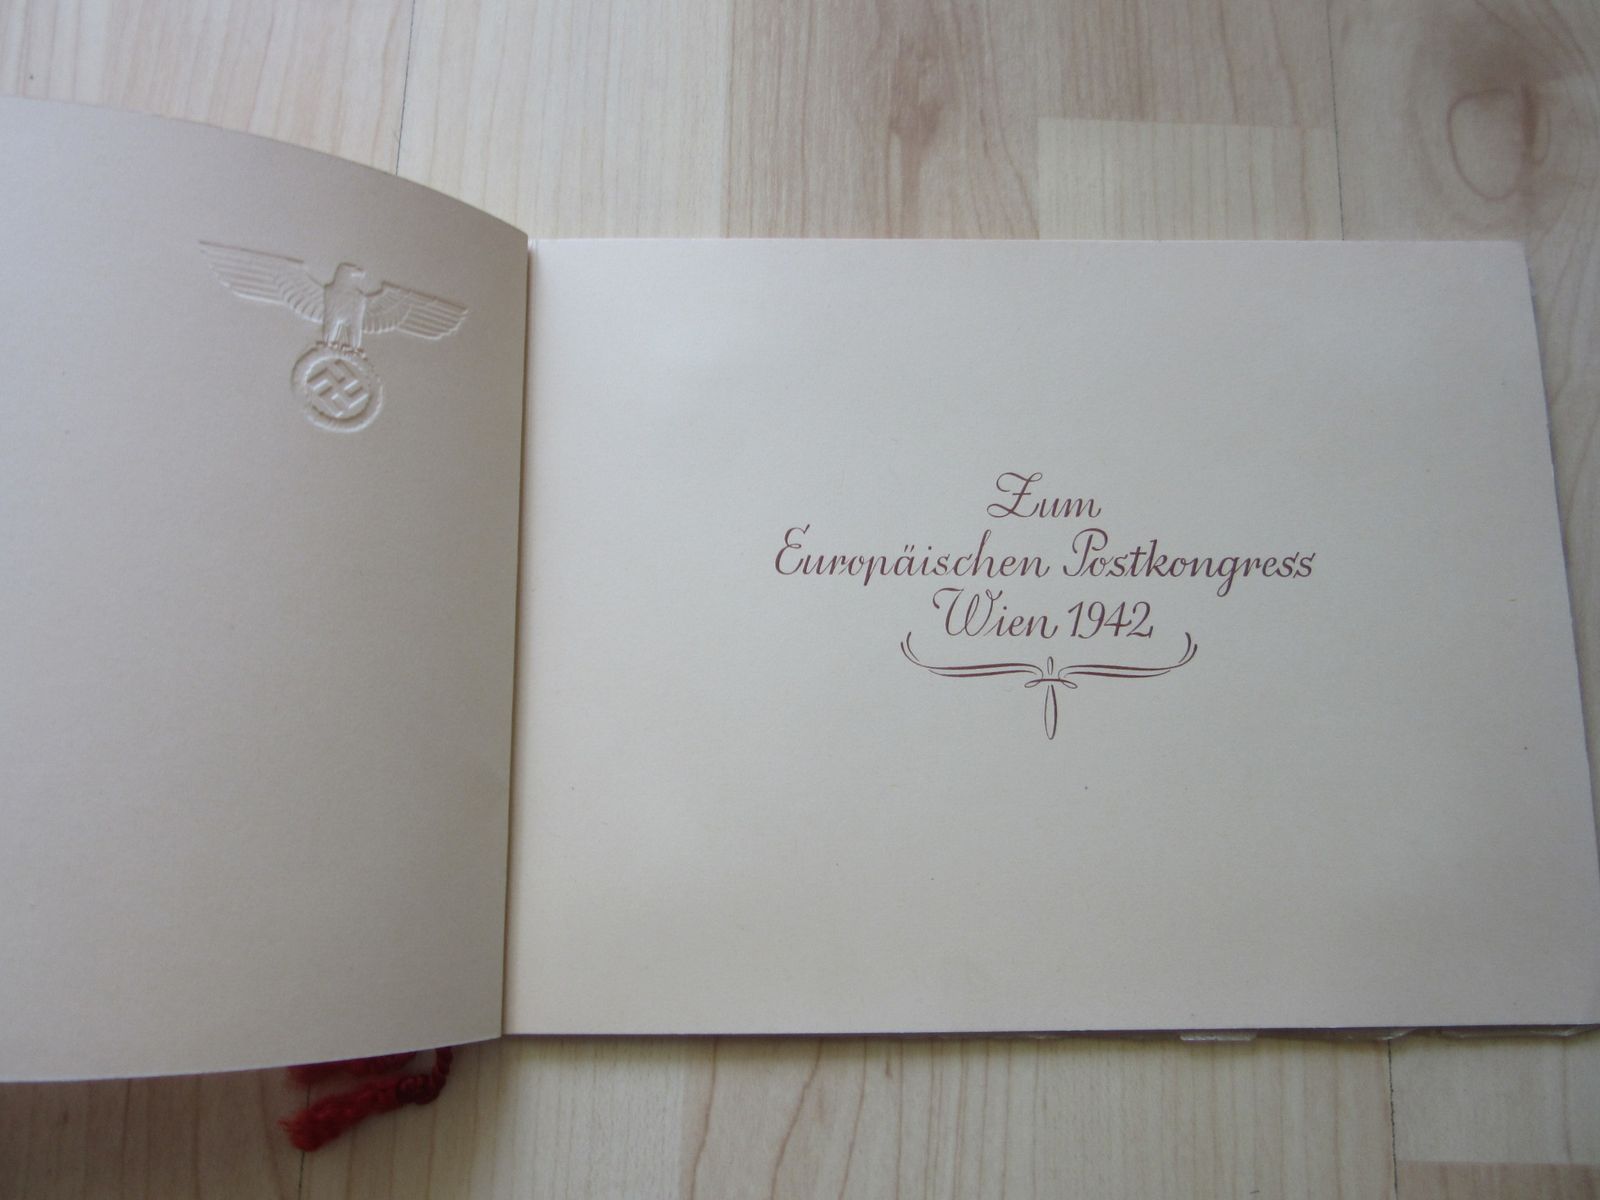 Zum
Europäischen Postkongress
Wien 1942